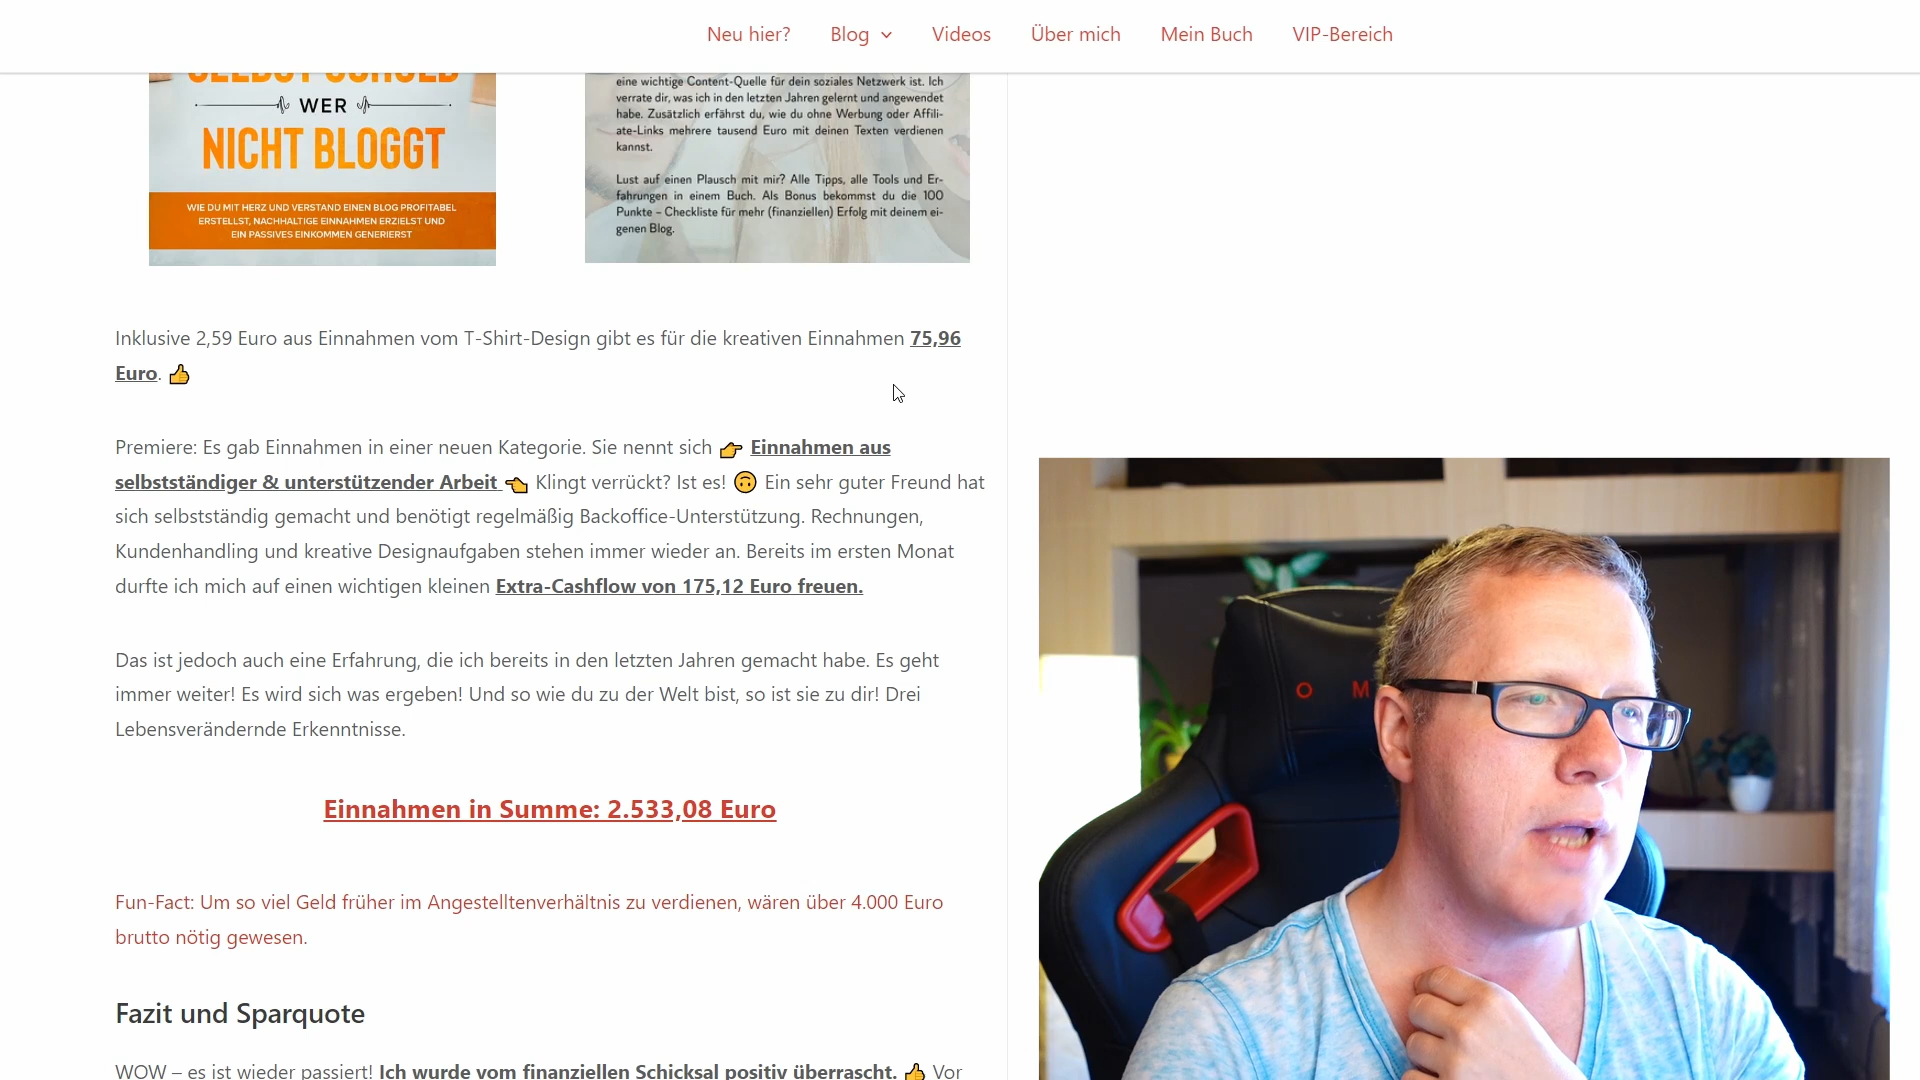 Neu hier?
Blog
Videos
Über mich
Mein Buch
VIP-Bereich
SELBST SCHULD
WER
NICHT BLOGGT
WIE DU MIT HERZ UND VERSTAND EINEN BLOG PROFITABEL
ERSTELLST, NACHHALTIGE EINNAHMEN ERZIELST UND
EIN PASSIVES EINKOMMEN GENERIERST
eine wichtige Content-Quelle für dein soziales Netzwerk ist. Ich
verrate dir, was ich in den letzten Jahren gelernt und angewendet
habe. Zusätzlich erfährst du, wie du ohne Werbung oder Affili-
ate-Links mehrere tausend Euro mit deinen Texten verdienen
kannst.
Lust auf einen Plausch mit mir? Alle Tipps, alle Tools und Er-
fahrungen in einem Buch. Als Bonus bekommst du die 100
Punkte – Checkliste für mehr (finanziellen) Erfolg mit deinem ei-
genen Blog.
Inklusive 2,59 Euro aus Einnahmen vom T-Shirt-Design gibt es für die kreativen Einnahmen 75,96
Euro. 👍
Premiere: Es gab Einnahmen in einer neuen Kategorie. Sie nennt sich 👉 Einnahmen aus
selbstständiger & unterstützender Arbeit 👈 Klingt verrückt? Ist es! 🙃 Ein sehr guter Freund hat
sich selbstständig gemacht und benötigt regelmäßig Backoffice-Unterstützung. Rechnungen,
Kundenhandling und kreative Designaufgaben stehen immer wieder an. Bereits im ersten Monat
durfte ich mich auf einen wichtigen kleinen Extra-Cashflow von 175,12 Euro freuen.
Das ist jedoch auch eine Erfahrung, die ich bereits in den letzten Jahren gemacht habe. Es geht
immer weiter! Es wird sich was ergeben! Und so wie du zu der Welt bist, so ist sie zu dir! Drei
Lebensverändernde Erkenntnisse.
Einnahmen in Summe: 2.533,08 Euro
Fun-Fact: Um so viel Geld früher im Angestelltenverhältnis zu verdienen, wären über 4.000 Euro
brutto nötig gewesen.
Fazit und Sparquote
WOW – es ist wieder passiert! Ich wurde vom finanziellen Schicksal positiv überrascht. 👍 Vor
O M